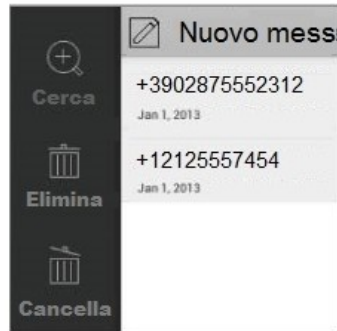 Cerca
Elimina
Cancella
Nuovo mess
+3902875552312
Jan 1, 2013
+12125557454
Jan 1, 2013